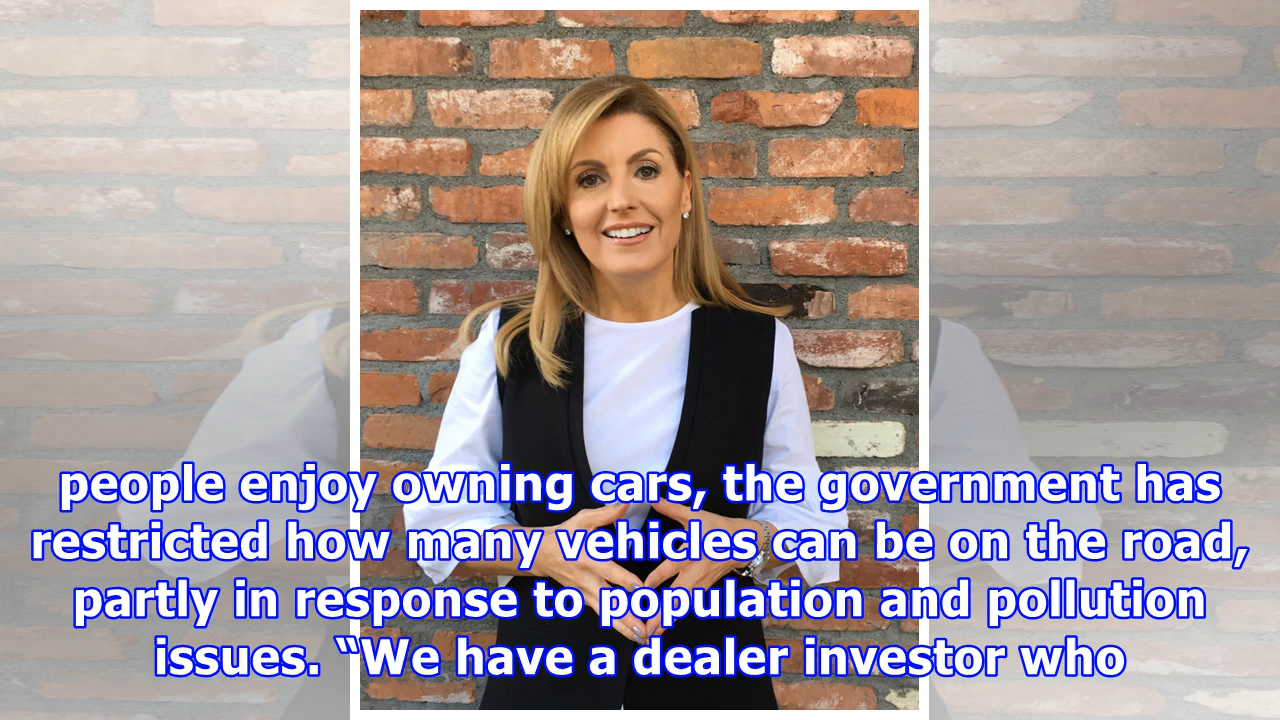 people enjoy owning cars, the government has
restricted how many vehicles can be on the road,
partly in response to population and pollution
issues. “We have a dealer investor who